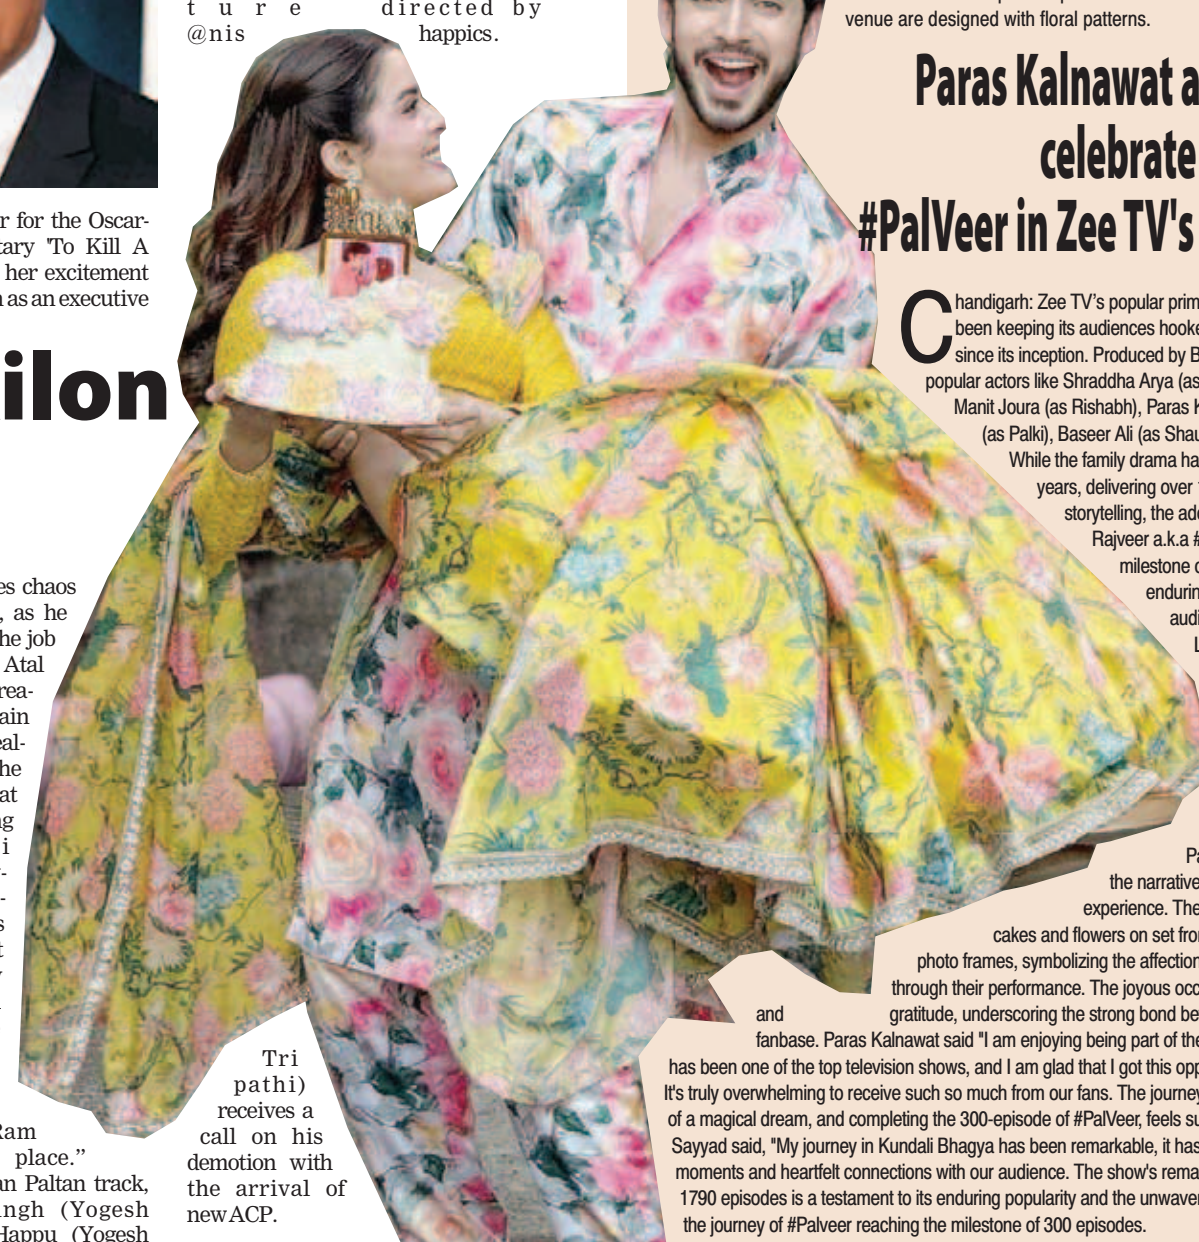 t u r e
@nis
directed by
happics.
venue are designed with floral patterns.
Paras Kalnawat a
celebrate
#PalVeer in Zee TV's
r for the Oscar-
tary 'To Kill A
her excitement
n as an executive
ilon
Chandigarh: Zee TV's popular prim
been keeping its audiences hooke
since its inception. Produced by B
popular actors like Shraddha Arya (as
Manit Joura (as Rishabh), Paras K
(as Palki), Baseer Ali (as Shau
While the family drama ha
years, delivering over
storytelling, the ad
Rajveer a.k.a #
milestone
endurin
audi
L
es chaos
, as he
he job
Atal
rea-
ain
eal-
he
at
ng
i
-
-
s
t
y
Ram
place."
an Paltan track,
ingh (Yogesh
Happu (Yogesh
Tri
pathi)
receives a
call on his
demotion with
the arrival of
new ACP.
Pa
the narrative
experience. The
cakes and flowers on set fro
photo frames, symbolizing the affection
through their performance. The joyous occ
and gratitude, underscoring the strong bond be
fanbase. Paras Kalnawat said "I am enjoying being part of the
has been one of the top television shows, and I am glad that I got this opp
It's truly overwhelming to receive such so much from our fans. The journey
of a magical dream, and completing the 300-episode of #PalVeer, feels su
Sayyad said, "My journey in Kundali Bhagya has been remarkable, it has
moments and heartfelt connections with our audience. The show's rema
1790 episodes is a testament to its enduring popularity and the unwave
the journey of #Palveer reaching the milestone of 300 episodes.